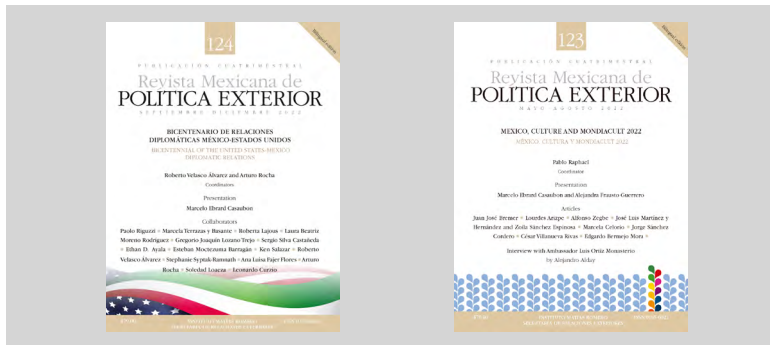 124
bilingual edition
PUBLICACIÓN CUATRIMESTRAL
Revista Mexicana de
POLÍTICA EXTERIOR
SEPTIEMBRE-DICIEMBRE 2022
BICENTENARIO DE RELACIONES
DIPLOMÁTICAS MÉXICO-ESTADOS UNIDOS
BICENTENNIAL OF THE UNITED STATES-MEXICO
DIPLOMATIC RELATIONS
Roberto Velasco Álvarez and Arturo Rocha
Coordinators
Presentation
Marcelo Ebrard Casaubon
Collaborators
Paolo Riguzzi • Marcela Terrazas y Basante • Roberta Lajous • Laura Beatriz
Moreno Rodríguez • Gregorio Joaquín Lozano Trejo • Sergio Silva Castañeda
• Ethan D. Ayala • Esteban Moctezuma Barragán • Ken Salazar • Roberto
Velasco Álvarez • Stephanie Syptak-Ramnath • Ana Luisa Fajer Flores • Arturo
Rocha • Soledad Loaeza • Leonardo Curzio
123
bilingual edition
PUBLICACIÓN CUATRIMESTRAL
Revista Mexicana de
POLÍTICA EXTERIOR
MAYO-AGOSTO 2022
MEXICO, CULTURE AND MONDIACULT 2022
MÉXICO, CULTURA Y MONDIACULT 2022
Pablo Raphael
Coordinator
Presentation
Marcelo Ebrard Casaubon and Alejandra Frausto Guerrero
Articles
Juan José Bremer • Lourdes Arizpe • Alfonso Zegbe • José Luis Martínez y
Hernández and Zoila Sánchez Espinosa • Marcela Celorio • Jorge Sánchez
Cordero • César Villanueva Rivas • Edgardo Bermejo Mora •
Interview with Ambassador Luis Ortiz Monasterio
by Alejandro Alday